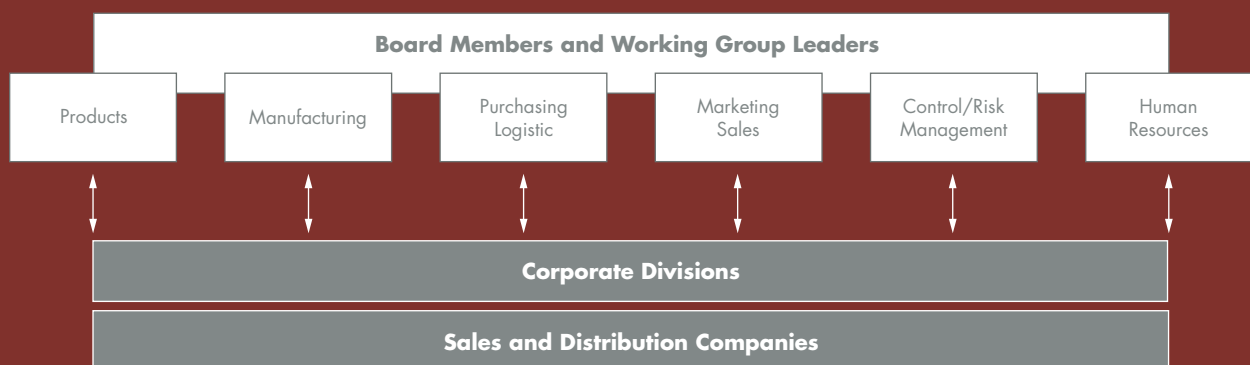 Board Members and Working Group Leaders
Products
Manufacturing
Purchasing
Logistic
Marketing
Sales
Control/Risk
Management
Human
Resources
Corporate Divisions
Sales and Distribution Companies